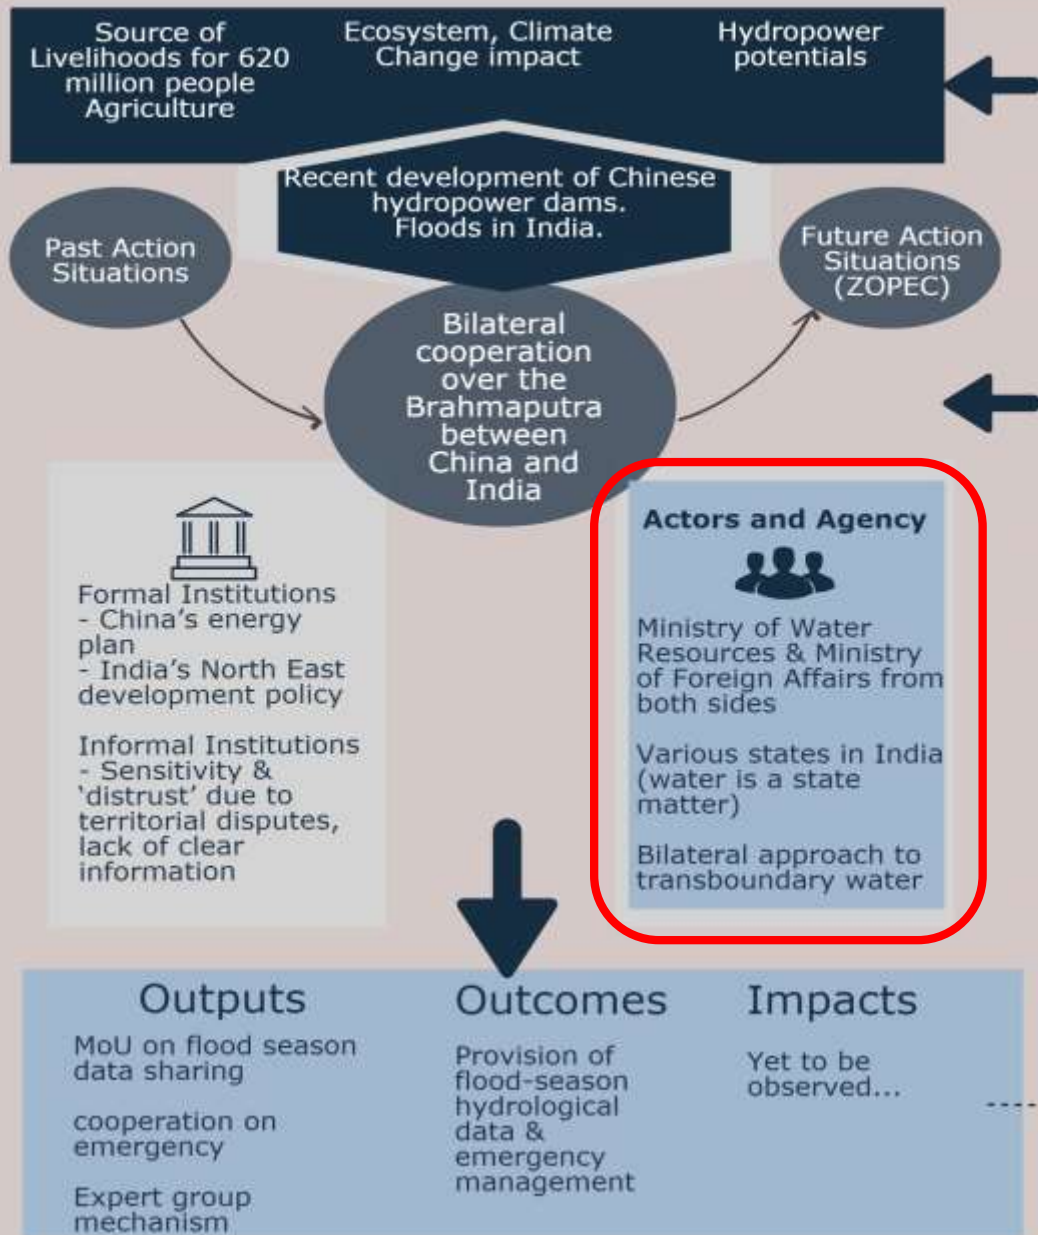 Source of
Livelihoods for 620
million people
Agriculture
Ecosystem, Climate
Change impact
Hydropower
potentials
Recent development of Chinese
hydropower dams.
Floods in India.
Past Action
Situations
Future Action
Situations
(ZOPEC)
Bilateral
cooperation
over the
Brahmaputra
between
China and
India
Formal Institutions
- China's energy
plan
- India's North East
development policy
Informal Institutions
- Sensitivity &
‘distrust’ due to
territorial disputes,
lack of clear
information
Actors and Agency
Ministry of Water
Resources & Ministry
of Foreign Affairs from
both sides
Various states in India
(water is a state
matter)
Bilateral approach to
transboundary water
Outputs
MoU on flood season
data sharing
cooperation on
emergency
Expert group
mechanism
Outcomes
Provision of
flood-season
hydrological
data &
emergency
management
Impacts
Yet to be
observed...